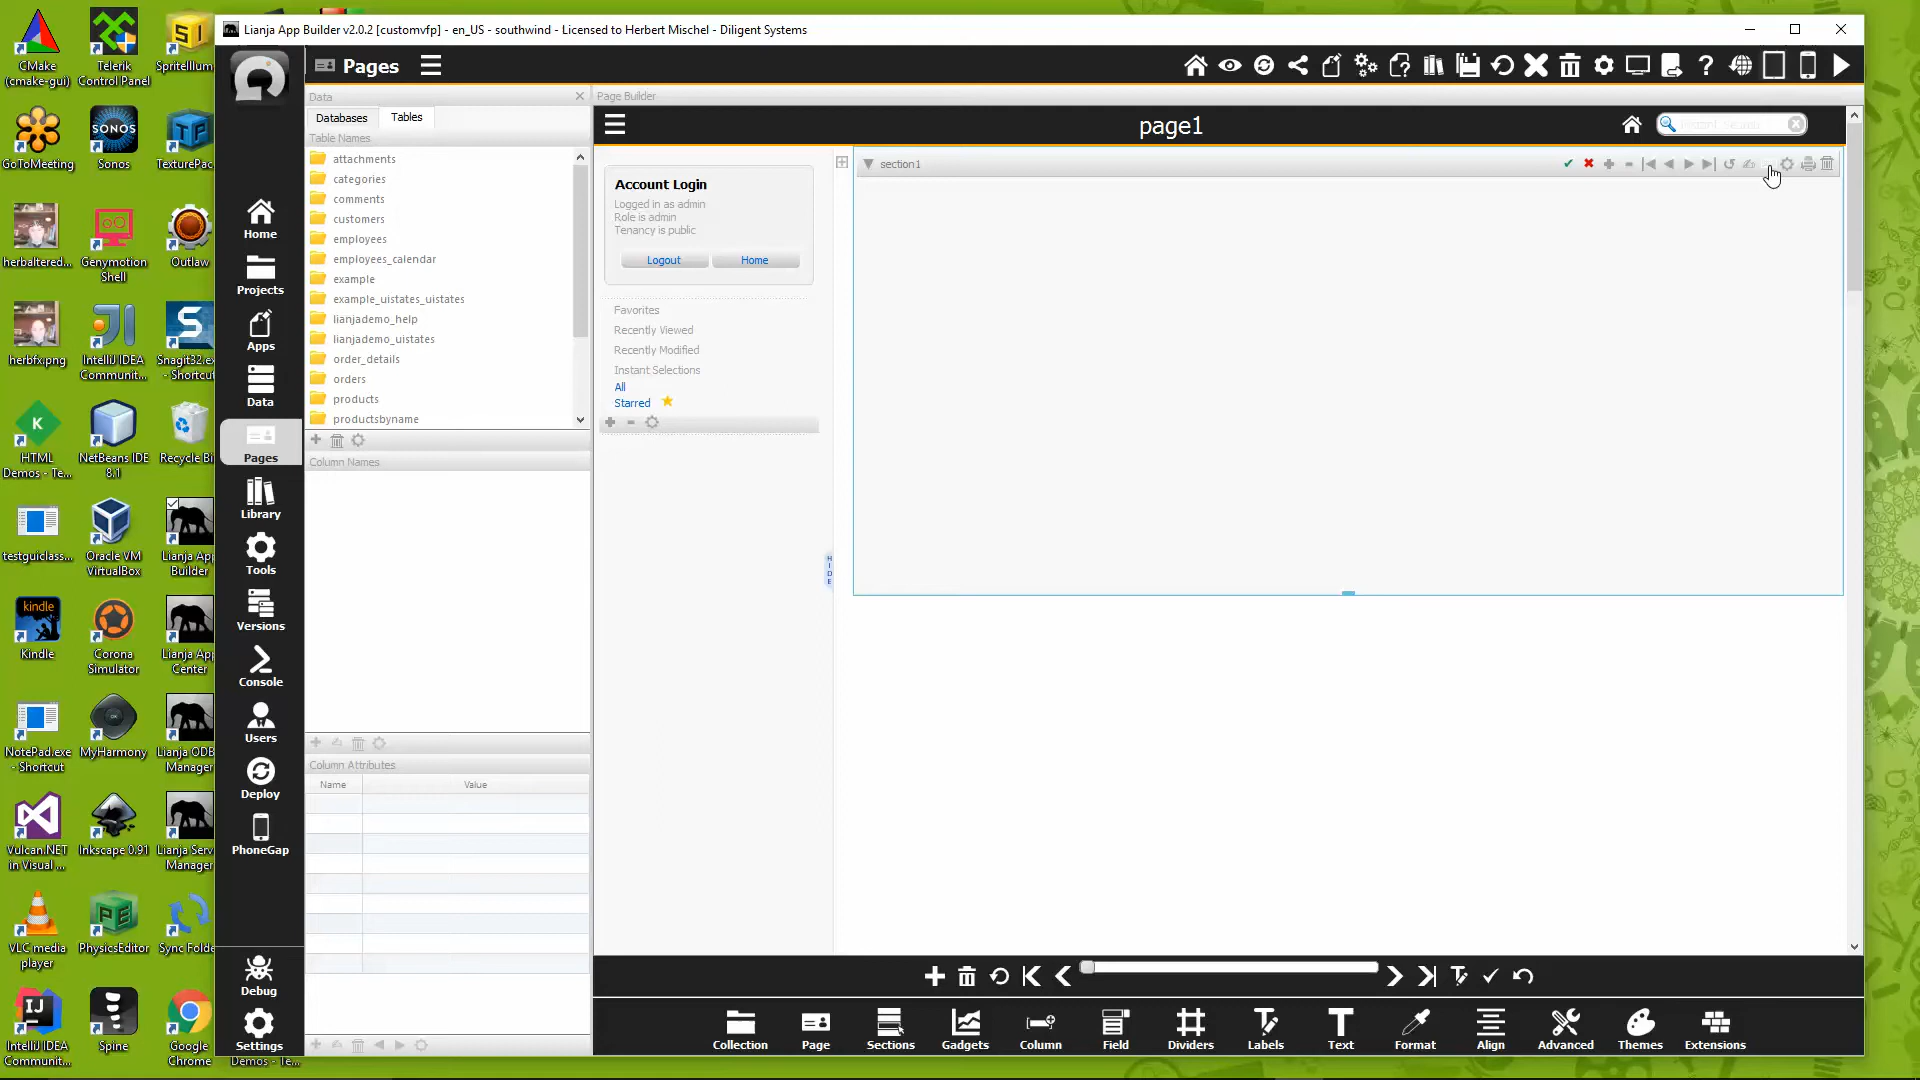 Lianja App Builder v2.0.2 [customvfp] - en_US - southwind - Licensed to Herbert Mischel - Diligent Systems
CMake
(cmake-gui)
Telerik
Control Panel
SpriteIllum
GoToMeeting
Sonos
SONOS
TexturePac
herbaltered...
Genymotion
Shell
Outlaw
herbfx.png
IntelliJ IDEA
Communit...
Snagit32.ex
- Shortcut
HTML
Demos - Te...
NetBeans IDE
8.1
Recycle Bi
testguiclass...
Oracle VM
VirtualBox
Lianja App
Builder
kindle
Kindle
Corona
Simulator
Lianja App
Center
NotePad.exe
- Shortcut
MyHarmony
Lianja ODB
Manager
Vulcan.NET
in Visual ...
Inkscape 0.91
Lianja Serv
Manager
VLC media
player
PhysicsEditor
Sync Folde
IntelliJ IDEA
Communit...
Spine
Google
Chrome
Demos - Te...
Home
Projects
Apps
Data
Pages
Library
Tools
Versions
Console
Users
Deploy
PhoneGap
Debug
Settings
Pages
Data
Databases
Tables
Table Names
attachments
categories
comments
customers
employees
employees_calendar
example
example_uistates_uistates
lianjademo_help
lianjademo_uistates
order_details
orders
products
productsbyname
Column Names
Column Attributes
Name
Value
Page Builder
page1
Account Login
Logged in as admin
Role is admin
Tenancy is public
Logout
Home
Favorites
Recently Viewed
Recently Modified
Instant Selections
All
Starred
HIDE
section1
Collection
Page
Sections
Gadgets
Column
Field
Dividers
Labels
Text
Format
Align
Advanced
Themes
Extensions